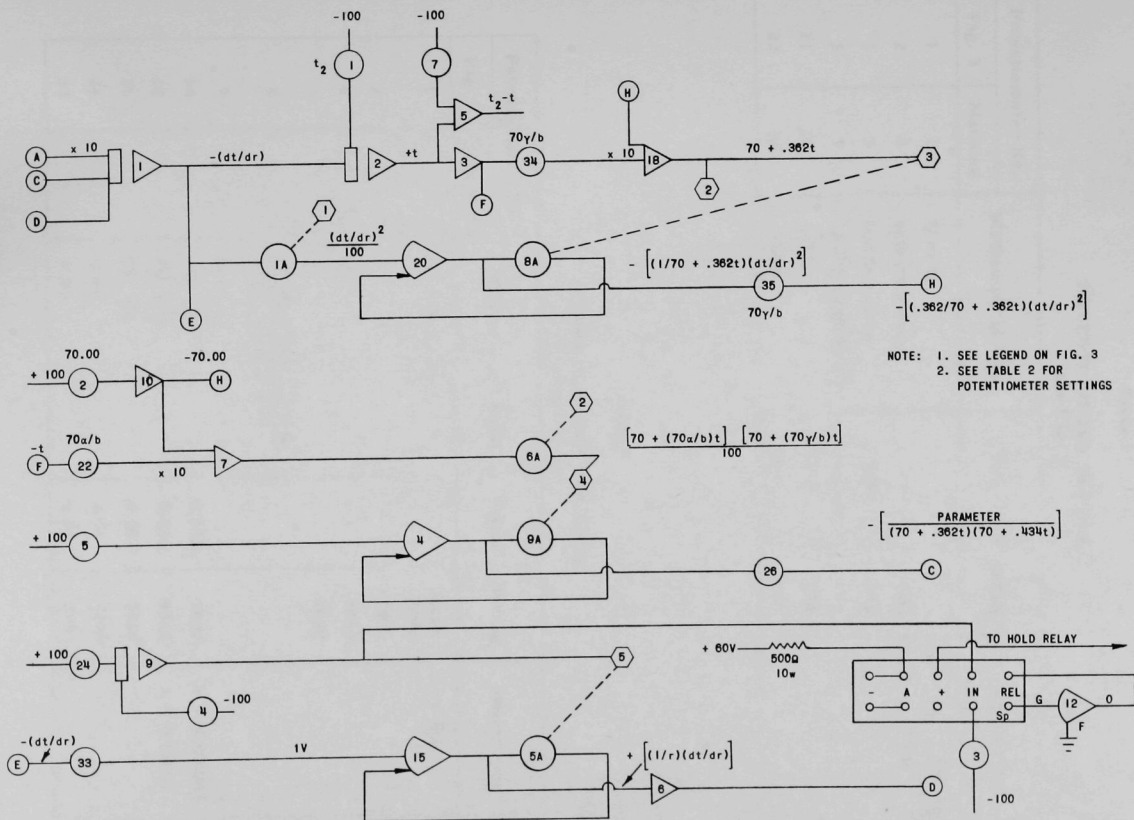 -100 -100
t₂ 1 7
5 t₂-t
H
A x 10 1 -(dt/dr) 2 +t 3 70γ/b 34 x 10 18 70 + .362t 3
C
D
F 2
1
1A (dt/dr)²/100 20 8A -[(1/70 + .362t)(dt/dr)²]
35 H
70γ/b -[(.362/70 + .362t)(dt/dr)²]
E
NOTE: 1. SEE LEGEND ON FIG. 3
2. SEE TABLE 2 FOR
POTENTIOMETER SETTINGS
70.00 -70.00
+ 100 2 10 H
2
-t 70α/b
F 22 x 10 7 6A [70 + (70α/b)t] [70 + (70γ/b)t]/100
4
+ 100 5 4 9A -[PARAMETER/(70 + .362t)(70 + .434t)]
26 C
+ 100 24 9 5
4 -100
+ 60V 500Ω
10w
TO HOLD RELAY
- A + IN REL
Sp G 12 O
F
3
-100
-(dt/dr)
E 33 1V 15 5A + [(1/r)(dt/dr)]
6 D